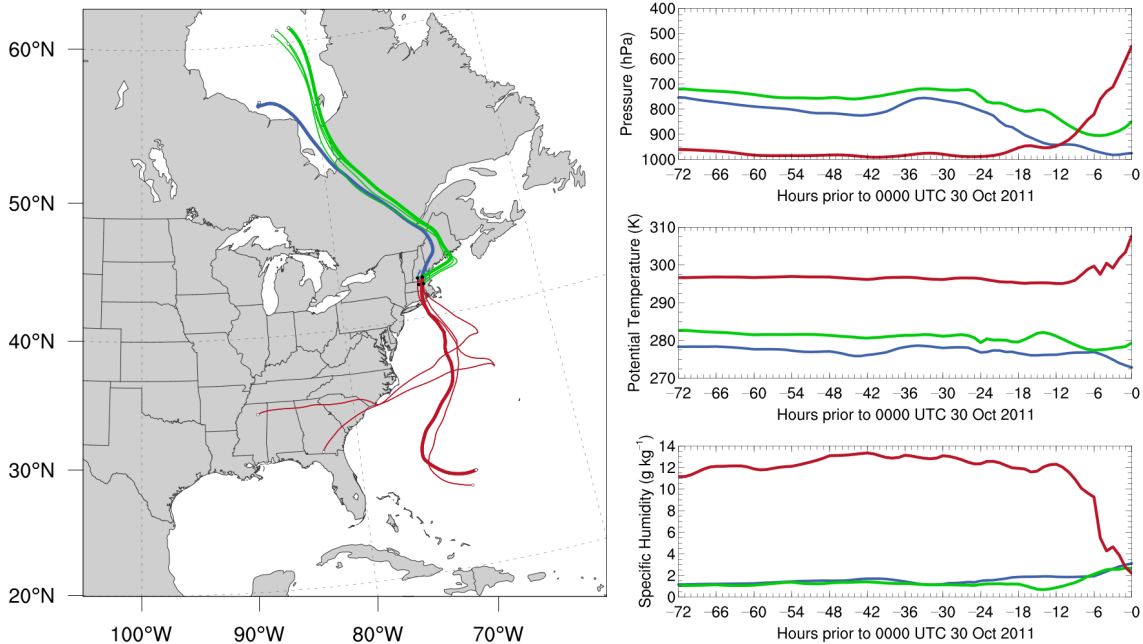 60°N
50°N
40°N
30°N
20°N
100°W 90°W 80°W 70°W
Pressure (hPa)
400
500
600
700
800
900
1000
−72 −66 −60 −54 −48 −42 −36 −30 −24 −18 −12 −6 −0
Hours prior to 0000 UTC 30 Oct 2011
Potential Temperature (K)
310
300
290
280
270
−72 −66 −60 −54 −48 −42 −36 −30 −24 −18 −12 −6 −0
Hours prior to 0000 UTC 30 Oct 2011
Specific Humidity (g kg⁻¹)
14
12
10
8
6
4
2
0
−72 −66 −60 −54 −48 −42 −36 −30 −24 −18 −12 −6 −0
Hours prior to 0000 UTC 30 Oct 2011